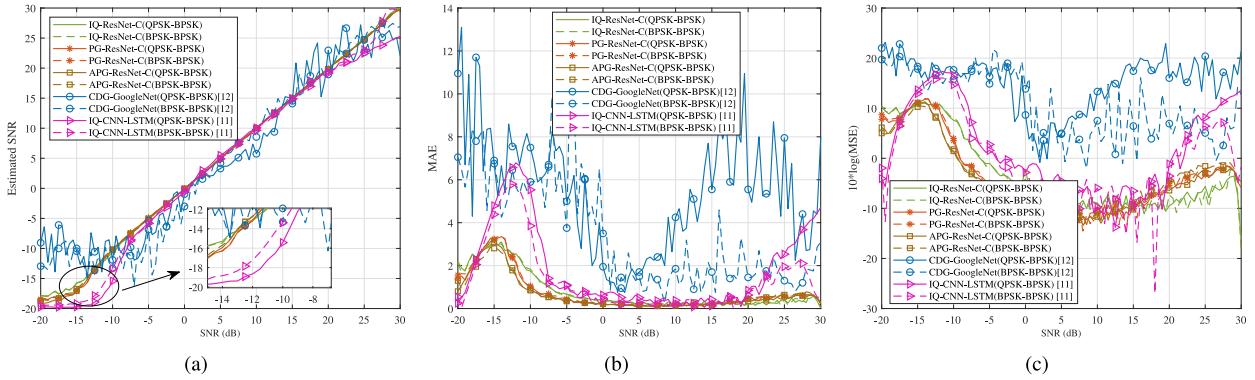 30
25
20
15
10
5
0
-5
-10
-15
-20
Estimated SNR
IQ-ResNet-C(QPSK-BPSK)
IQ-ResNet-C(BPSK-BPSK)
PG-ResNet-C(QPSK-BPSK)
PG-ResNet-C(BPSK-BPSK)
APG-ResNet-C(QPSK-BPSK)
APG-ResNet-C(BPSK-BPSK)
CDG-GoogleNet(QPSK-BPSK)[12]
CDG-GoogleNet(BPSK-BPSK)[12]
IQ-CNN-LSTM(QPSK-BPSK) [11]
IQ-CNN-LSTM(BPSK-BPSK) [11]
-12
-14
-16
-18
-20
-14 -12 -10 -8
-20 -15 -10 -5 0 5 10 15 20 25 30
SNR (dB)
(a)
14
12
10
8
6
4
2
0
MAE
IQ-ResNet-C(QPSK-BPSK)
IQ-ResNet-C(BPSK-BPSK)
PG-ResNet-C(QPSK-BPSK)
PG-ResNet-C(BPSK-BPSK)
APG-ResNet-C(QPSK-BPSK)
APG-ResNet-C(BPSK-BPSK)
CDG-GoogleNet(QPSK-BPSK)[12]
CDG-GoogleNet(BPSK-BPSK)[12]
IQ-CNN-LSTM(QPSK-BPSK) [11]
IQ-CNN-LSTM(BPSK-BPSK) [11]
-20 -15 -10 -5 0 5 10 15 20 25 30
SNR (dB)
(b)
30
20
10
0
-10
-20
-30
10*log(MSE)
IQ-ResNet-C(QPSK-BPSK)
IQ-ResNet-C(BPSK-BPSK)
PG-ResNet-C(QPSK-BPSK)
PG-ResNet-C(BPSK-BPSK)
APG-ResNet-C(QPSK-BPSK)
APG-ResNet-C(BPSK-BPSK)
CDG-GoogleNet(QPSK-BPSK)[12]
CDG-GoogleNet(BPSK-BPSK)[12]
IQ-CNN-LSTM(QPSK-BPSK) [11]
IQ-CNN-LSTM(BPSK-BPSK) [11]
-20 -15 -10 -5 0 5 10 15 20 25 30
SNR (dB)
(c)